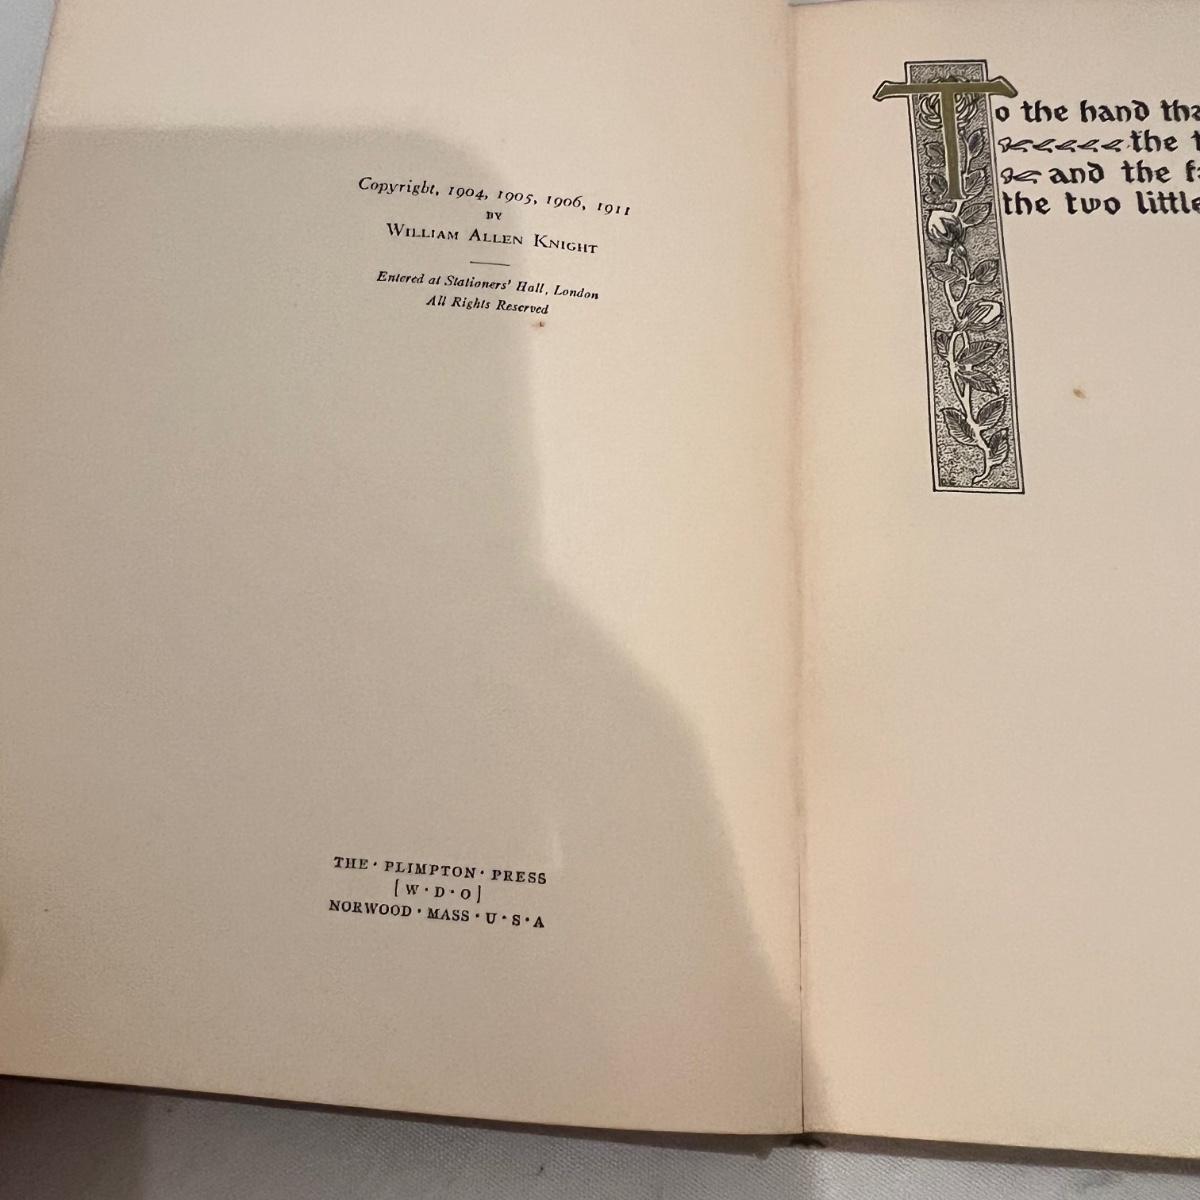 Copyright, 1904, 1905, 1906, 1911
BY
WILLIAM ALLEN KNIGHT
Entered at Stationers' Hall, London
All Rights Reserved
THE · PLIMPTON · PRESS
[ W · D · O ]
NORWOOD · MASS · U · S · A
To the hand
the
and the
the two little